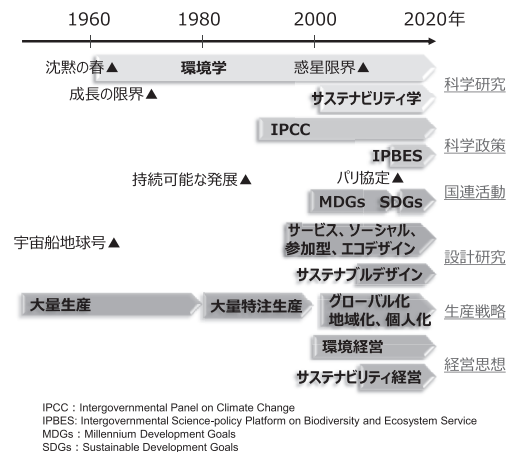 1960 1980 2000 2020年
沈黙の春▲ 環境学 惑星限界▲
科学研究
成長の限界▲ サステナビリティ学
IPCC
科学政策
IPBES
持続可能な発展▲ パリ協定▲
国連活動
MDGs SDGs
サービス、ソーシャル、
参加型、エコデザイン
宇宙船地球号▲
設計研究
サステナブルデザイン
大量生産 大量特注生産 グローバル化
地域化、個人化
生産戦略
環境経営
経営思想
サステナビリティ経営
IPCC：Intergovernmental Panel on Climate Change
IPBES: Intergovernmental Science-policy Platform on Biodiversity and Ecosystem Service
MDGs：Millennium Development Goals
SDGs：Sustainable Development Goals